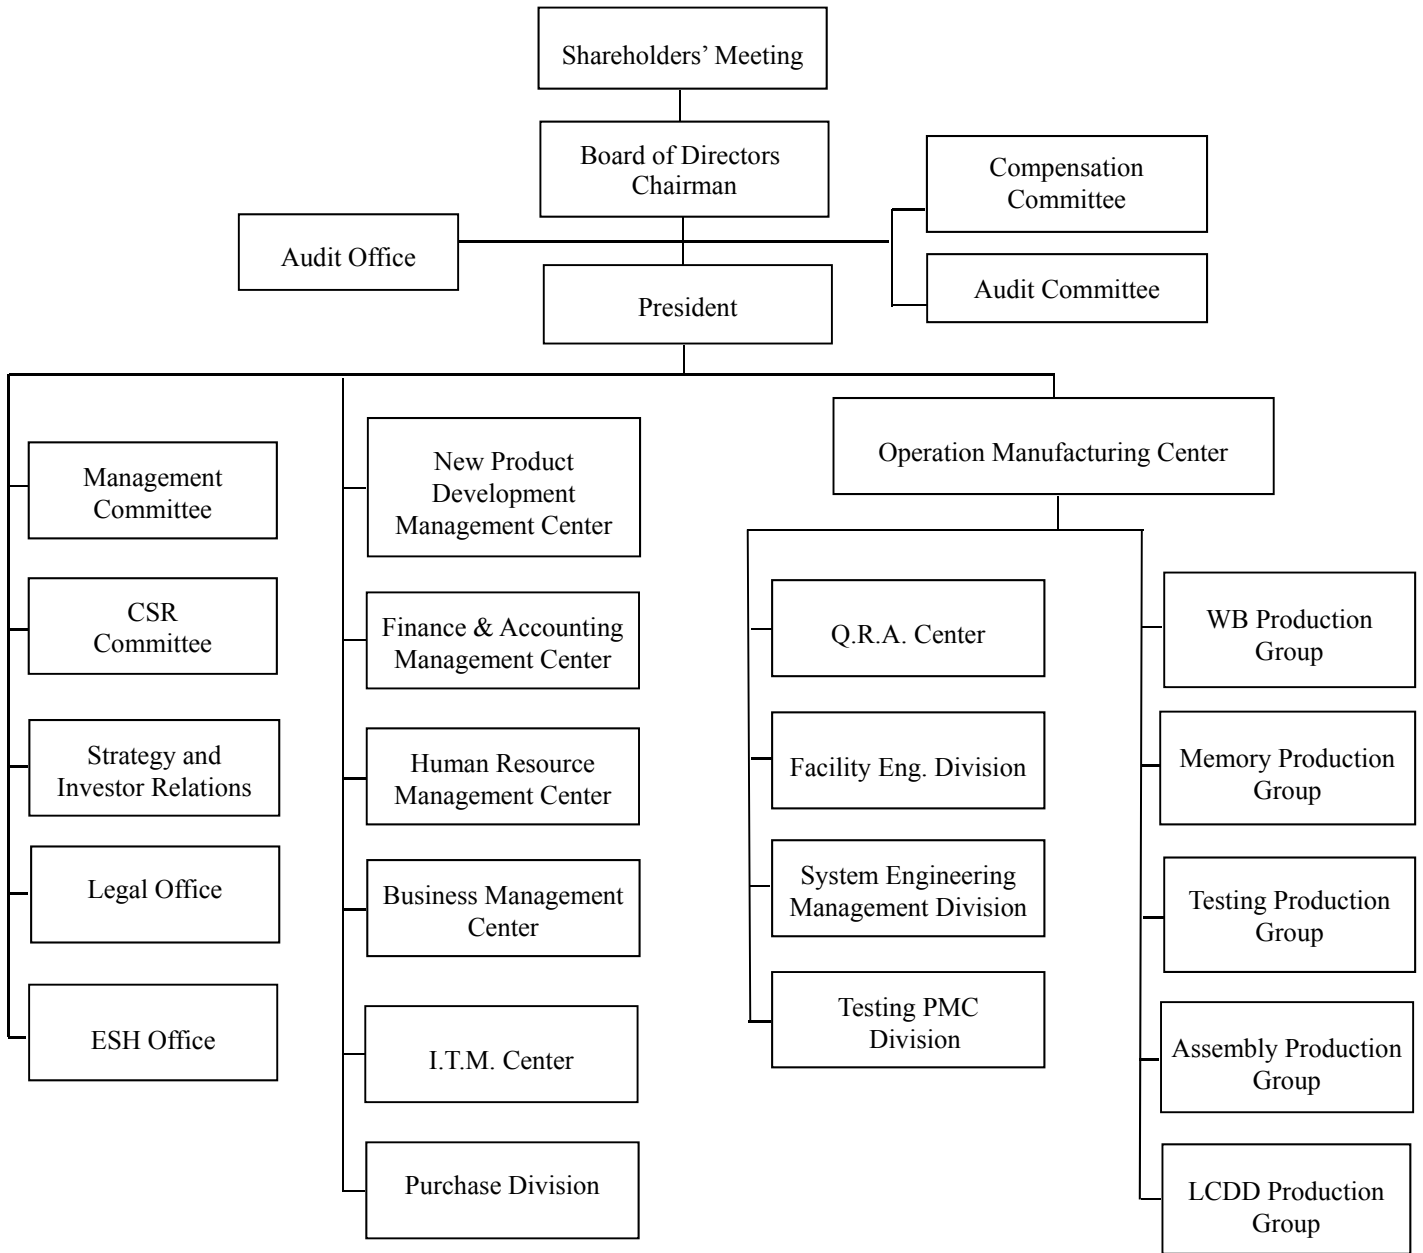 Shareholders’ Meeting
Board of Directors
Chairman
Compensation
Committee
Audit Office
Audit Committee
President
Management
Committee
CSR
Committee
Strategy and
Investor Relations
Legal Office
ESH Office
New Product
Development
Management Center
Finance & Accounting
Management Center
Human Resource
Management Center
Business Management
Center
I.T.M. Center
Purchase Division
Operation Manufacturing Center
Q.R.A. Center
Facility Eng. Division
System Engineering
Management Division
Testing PMC
Division
WB Production
Group
Memory Production
Group
Testing Production
Group
Assembly Production
Group
LCDD Production
Group